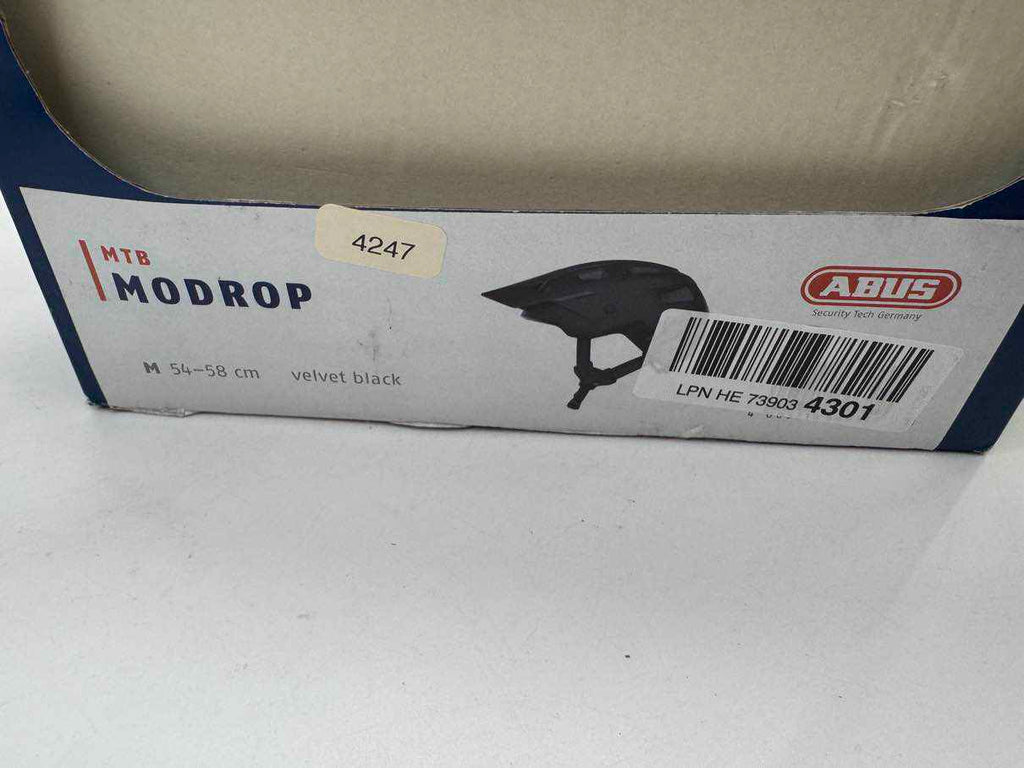 MTB
MODROP
4247
M 54–58 cm velvet black
ABUS
Security Tech Germany
LPN HE 73903 4301